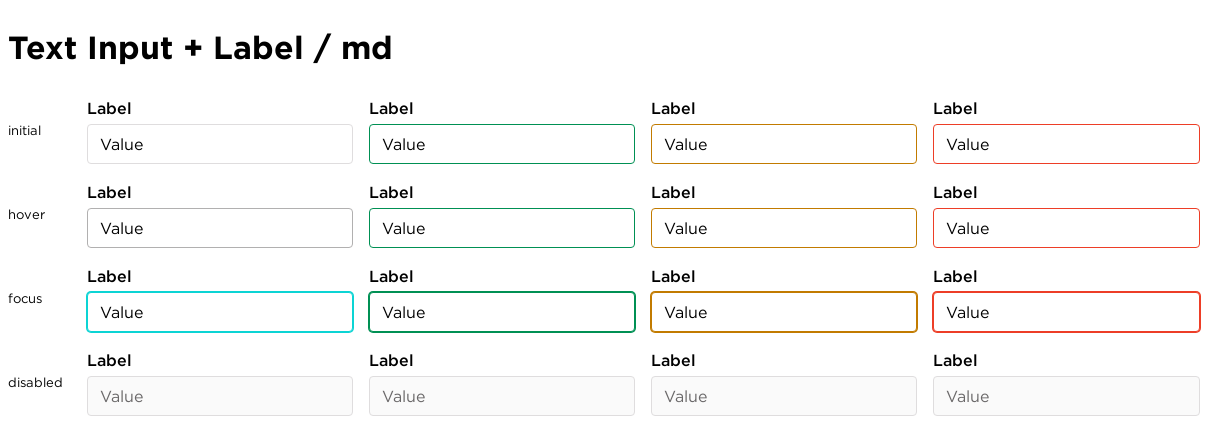 Text Input + Label / md
Label Label Label Label
initial Value Value Value Value
Label Label Label Label
hover Value Value Value Value
Label Label Label Label
focus Value Value Value Value
Label Label Label Label
disabled Value Value Value Value